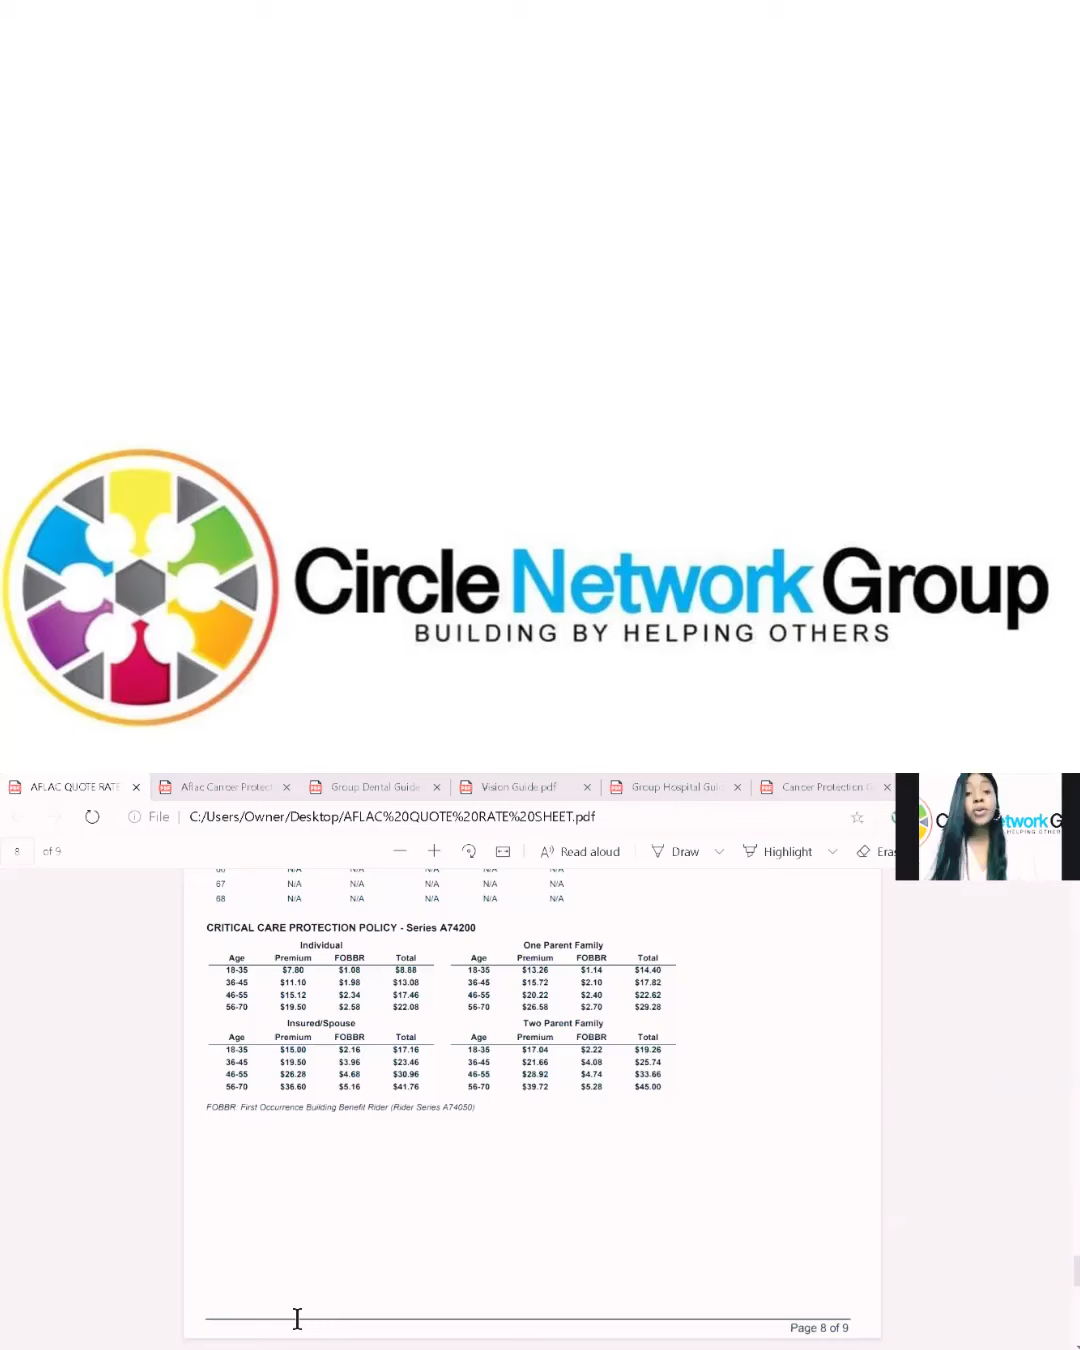 Circle Network Group
BUILDING BY HELPING OTHERS
AFLAC QUOTE RATE
Aflac Cancer Protect
Group Dental Guide
Vision Guide.pdf
Group Hospital Gui
Cancer Protection G
File
C:/Users/Owner/Desktop/AFLAC%20QUOTE%20RATE%20SHEET.pdf
8 of 9
Read aloud
Draw
Highlight
Eras
etwork G
HELPING OTHER
67 N/A N/A N/A N/A N/A
68 N/A N/A N/A N/A N/A
CRITICAL CARE PROTECTION POLICY - Series A74200
Individual
Age Premium FOBBR Total
18-35 $7.80 $1.08 $8.88
36-45 $11.10 $1.98 $13.08
46-55 $15.12 $2.34 $17.46
56-70 $19.50 $2.58 $22.08
One Parent Family
Age Premium FOBBR Total
18-35 $13.26 $1.14 $14.40
36-45 $15.72 $2.10 $17.82
46-55 $20.22 $2.40 $22.62
56-70 $26.58 $2.70 $29.28
Insured/Spouse
Age Premium FOBBR Total
18-35 $15.00 $2.16 $17.16
36-45 $19.50 $3.96 $23.46
46-55 $26.28 $4.68 $30.96
56-70 $36.60 $5.16 $41.76
Two Parent Family
Age Premium FOBBR Total
18-35 $17.04 $2.22 $19.26
36-45 $21.66 $4.08 $25.74
46-55 $28.92 $4.74 $33.66
56-70 $39.72 $5.28 $45.00
FOBBR First Occurrence Building Benefit Rider (Rider Series A74050)
Page 8 of 9